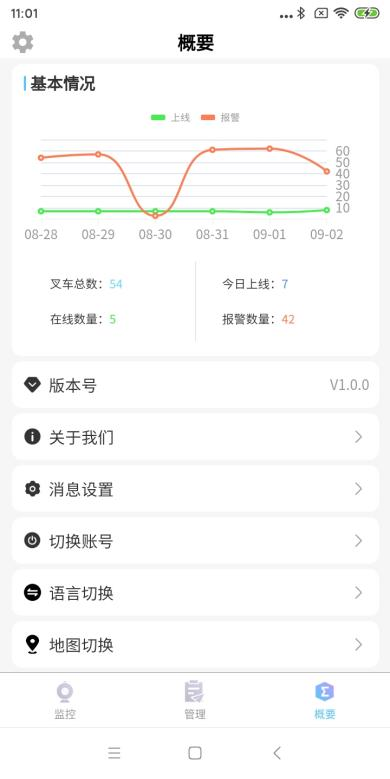 11:01
概要
基本情况
上线 报警
60
50
40
30
20
10
08-28 08-29 08-30 08-31 09-01 09-02
叉车总数：54 今日上线：7
在线数量：5 报警数量：42
版本号 V1.0.0
关于我们
消息设置
切换账号
语言切换
地图切换
监控 管理 概要